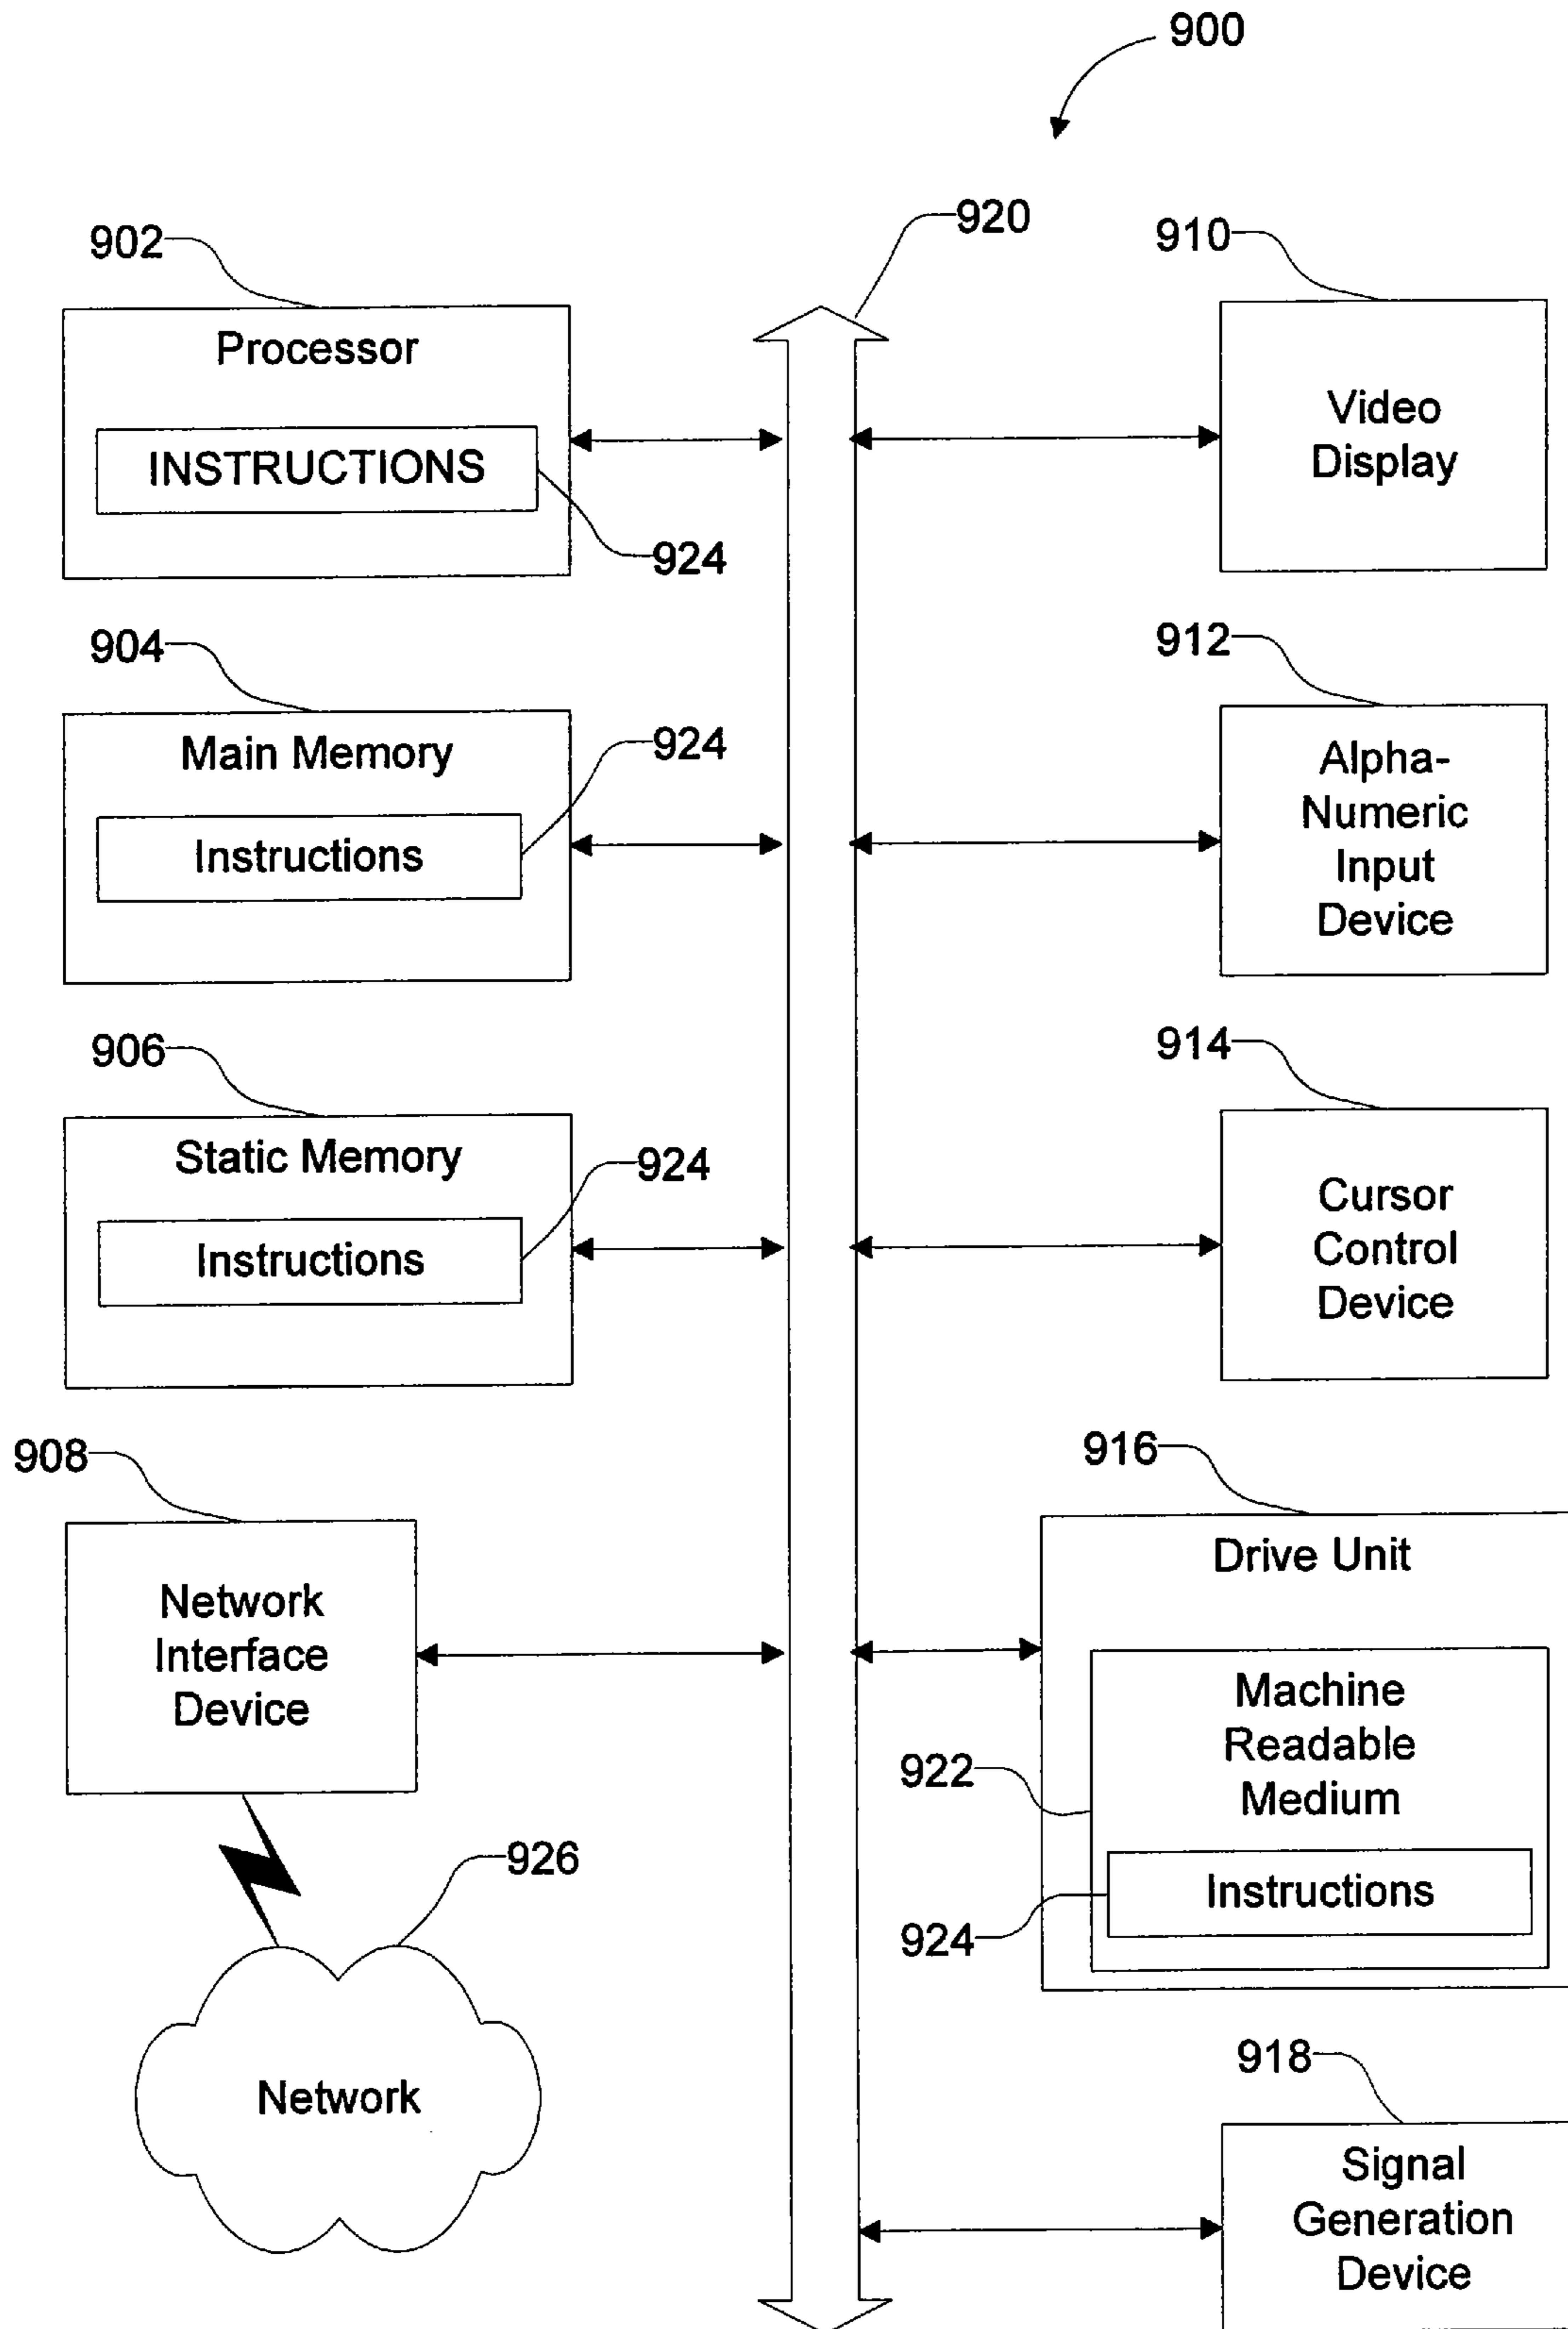 900
920
902
Processor
INSTRUCTIONS
924
910
Video
Display
904
Main Memory
924
Instructions
912
Alpha-
Numeric
Input
Device
906
Static Memory
924
Instructions
914
Cursor
Control
Device
908
Network
Interface
Device
916
Drive Unit
Machine
Readable
Medium
922
Instructions
924
926
Network
918
Signal
Generation
Device